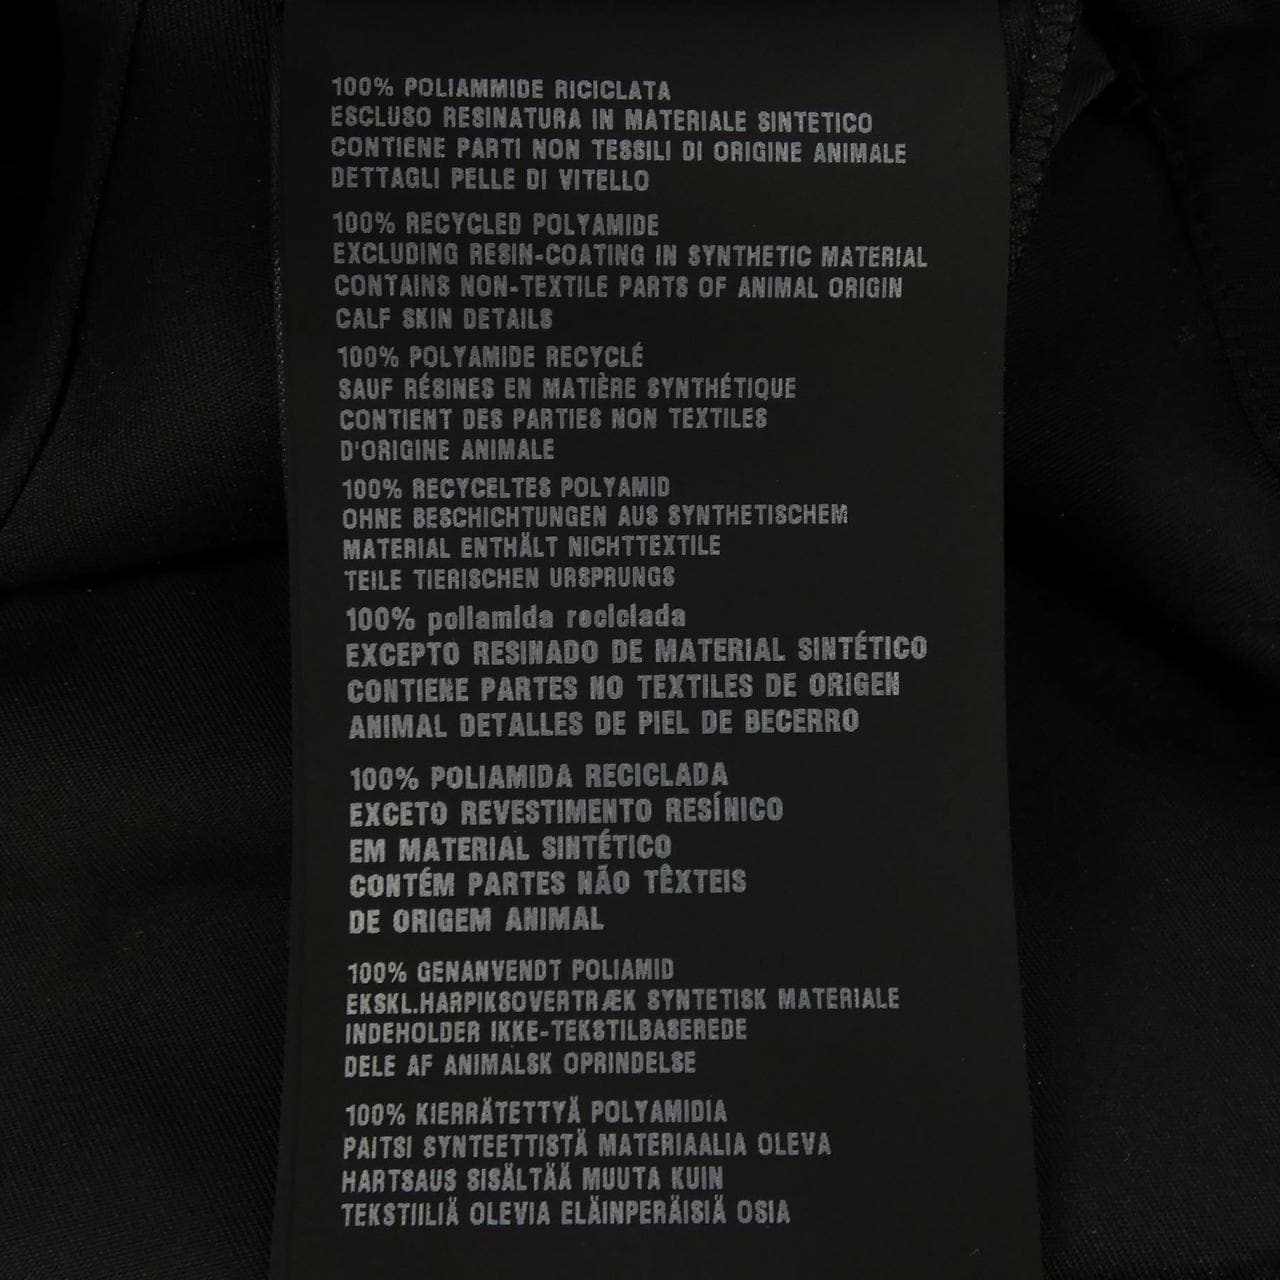 100% POLIAMMIDE RICICLATA
ESCLUSO RESINATURA IN MATERIALE SINTETICO
CONTIENE PARTI NON TESSILI DI ORIGINE ANIMALE
DETTAGLI PELLE DI VITELLO
100% RECYCLED POLYAMIDE
EXCLUDING RESIN-COATING IN SYNTHETIC MATERIAL
CONTAINS NON-TEXTILE PARTS OF ANIMAL ORIGIN
CALF SKIN DETAILS
100% POLYAMIDE RECYCLÉ
SAUF RÉSINES EN MATIÈRE SYNTHÉTIQUE
CONTIENT DES PARTIES NON TEXTILES
D'ORIGINE ANIMALE
100% RECYCELTES POLYAMID
OHNE BESCHICHTUNGEN AUS SYNTHETISCHEM
MATERIAL ENTHÄLT NICHTTEXTILE
TEILE TIERISCHEN URSPRUNGS
100% poliamida reciclada
EXCEPTO RESINADO DE MATERIAL SINTÉTICO
CONTIENE PARTES NO TEXTILES DE ORIGEN
ANIMAL DETALLES DE PIEL DE BECERRO
100% POLIAMIDA RECICLADA
EXCETO REVESTIMENTO RESÍNICO
EM MATERIAL SINTÉTICO
CONTÉM PARTES NÃO TÊXTEIS
DE ORIGEM ANIMAL
100% GENANVENDT POLIAMID
EKSKL.HARPIKSOVERTRÆK SYNTETISK MATERIALE
INDEHOLDER IKKE-TEKSTILBASEREDE
DELE AF ANIMALSK OPRINDELSE
100% KIERRÄTETTYÄ POLYAMIDIA
PAITSI SYNTEETTISTÄ MATERIAALIA OLEVA
HARTSAUS SISÄLTÄÄ MUUTA KUIN
TEKSTIILIÄ OLEVIA ELÄINPERÄISIÄ OSIA